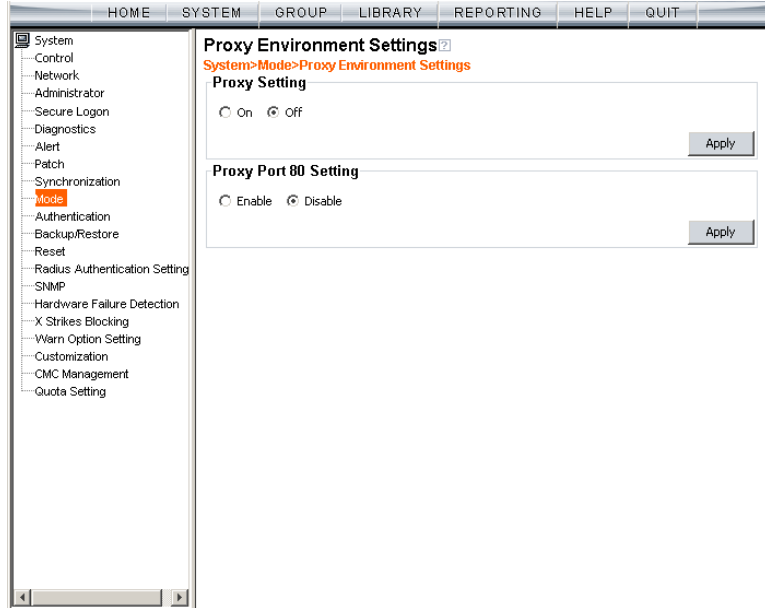 HOME SYSTEM GROUP LIBRARY REPORTING HELP QUIT
System
Control
Network
Administrator
Secure Logon
Diagnostics
Alert
Patch
Synchronization
Mode
Authentication
Backup/Restore
Reset
Radius Authentication Setting
SNMP
Hardware Failure Detection
X Strikes Blocking
Warn Option Setting
Customization
CMC Management
Quota Setting
Proxy Environment Settings?
System>Mode>Proxy Environment Settings
Proxy Setting
On Off
Apply
Proxy Port 80 Setting
Enable Disable
Apply